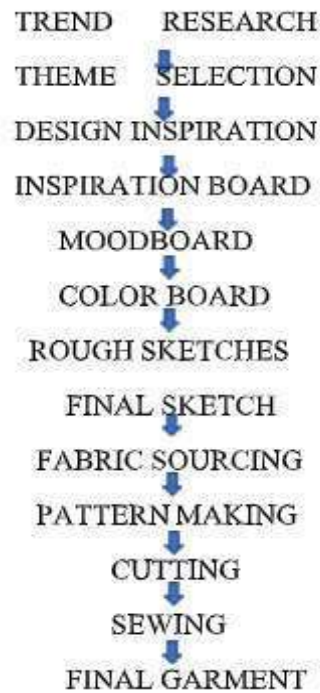 TREND RESEARCH
THEME SELECTION
DESIGN INSPIRATION
INSPIRATION BOARD
MOODBOARD
COLOR BOARD
ROUGH SKETCHES
FINAL SKETCH
FABRIC SOURCING
PATTERN MAKING
CUTTING
SEWING
FINAL GARMENT